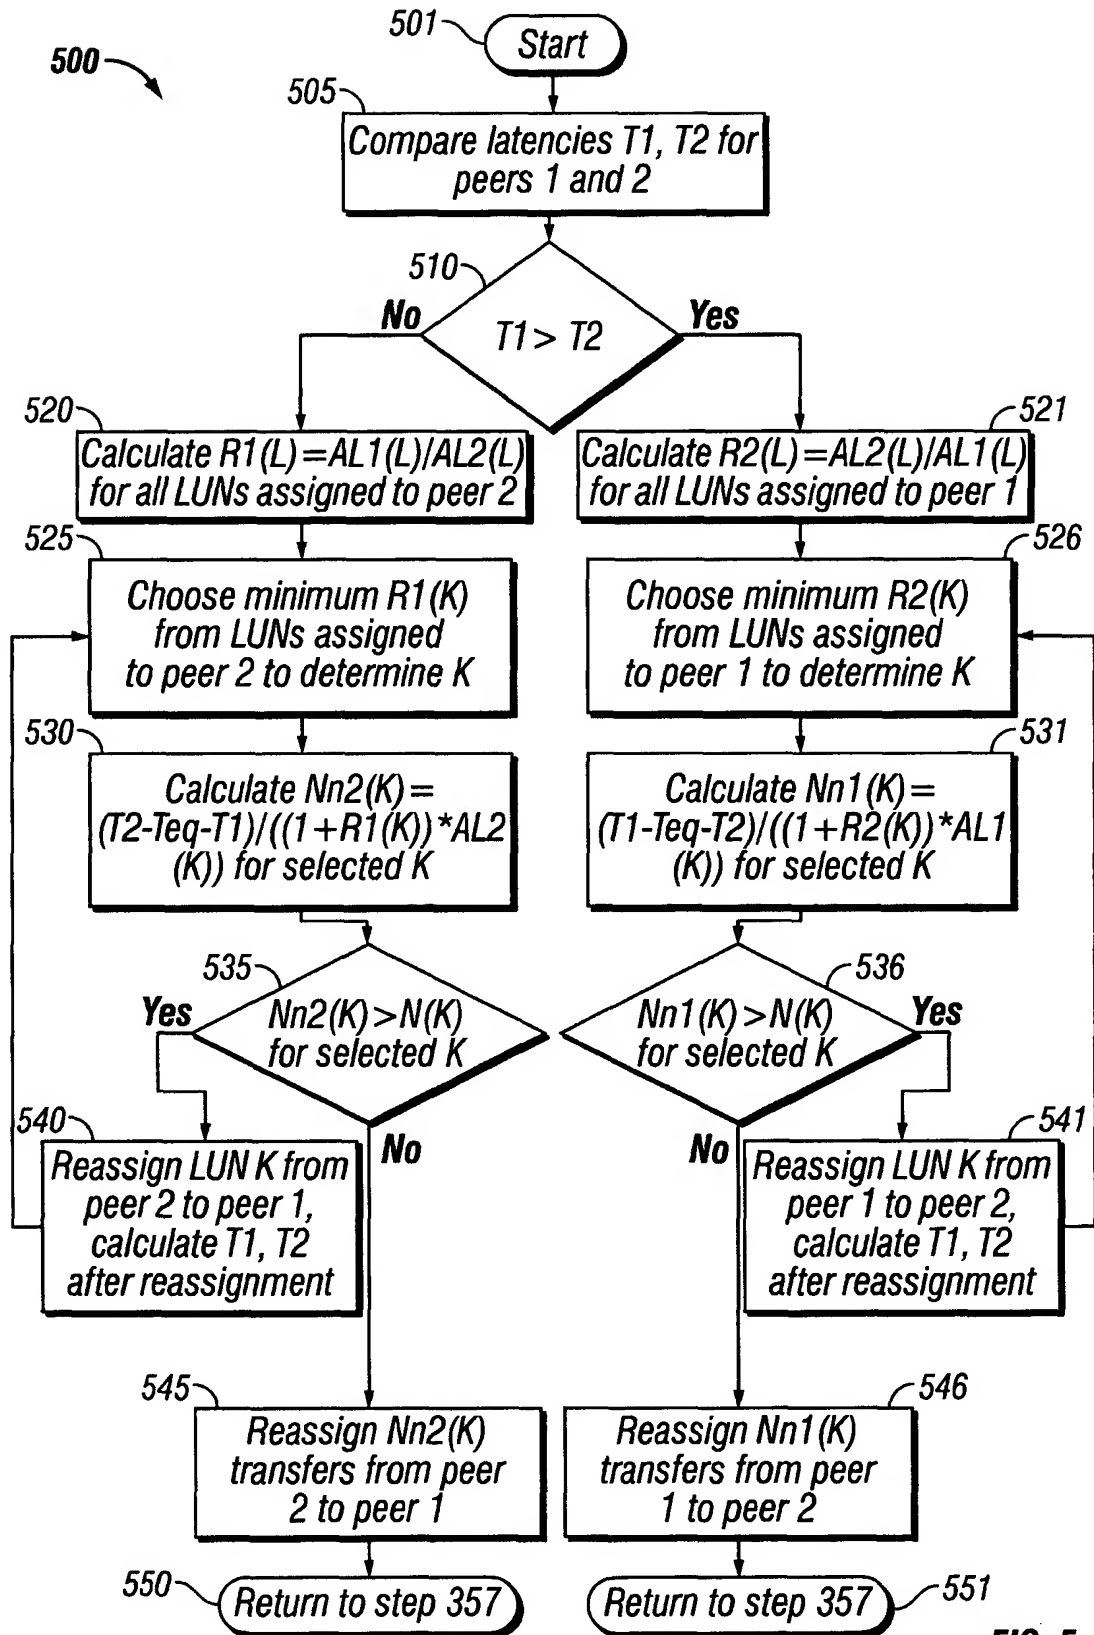 500
501
Start
505
Compare latencies T1, T2 for
peers 1 and 2
510
No
T1 > T2
Yes
520
Calculate R1(L)=AL1(L)/AL2(L)
for all LUNs assigned to peer 2
521
Calculate R2(L)=AL2(L)/AL1(L)
for all LUNs assigned to peer 1
525
Choose minimum R1(K)
from LUNs assigned
to peer 2 to determine K
526
Choose minimum R2(K)
from LUNs assigned
to peer 1 to determine K
530
Calculate Nn2(K)=
(T2-Teq-T1)/((1+R1(K))*AL2
(K)) for selected K
531
Calculate Nn1(K)=
(T1-Teq-T2)/((1+R2(K))*AL1
(K)) for selected K
535
Yes
Nn2(K)>N(K)
for selected K
536
Nn1(K)>N(K)
for selected K
Yes
540
No
Reassign LUN K from
peer 2 to peer 1,
calculate T1, T2
after reassignment
541
No
Reassign LUN K from
peer 1 to peer 2,
calculate T1, T2
after reassignment
545
Reassign Nn2(K)
transfers from peer
2 to peer 1
546
Reassign Nn1(K)
transfers from peer
1 to peer 2
550
Return to step 357
551
Return to step 357